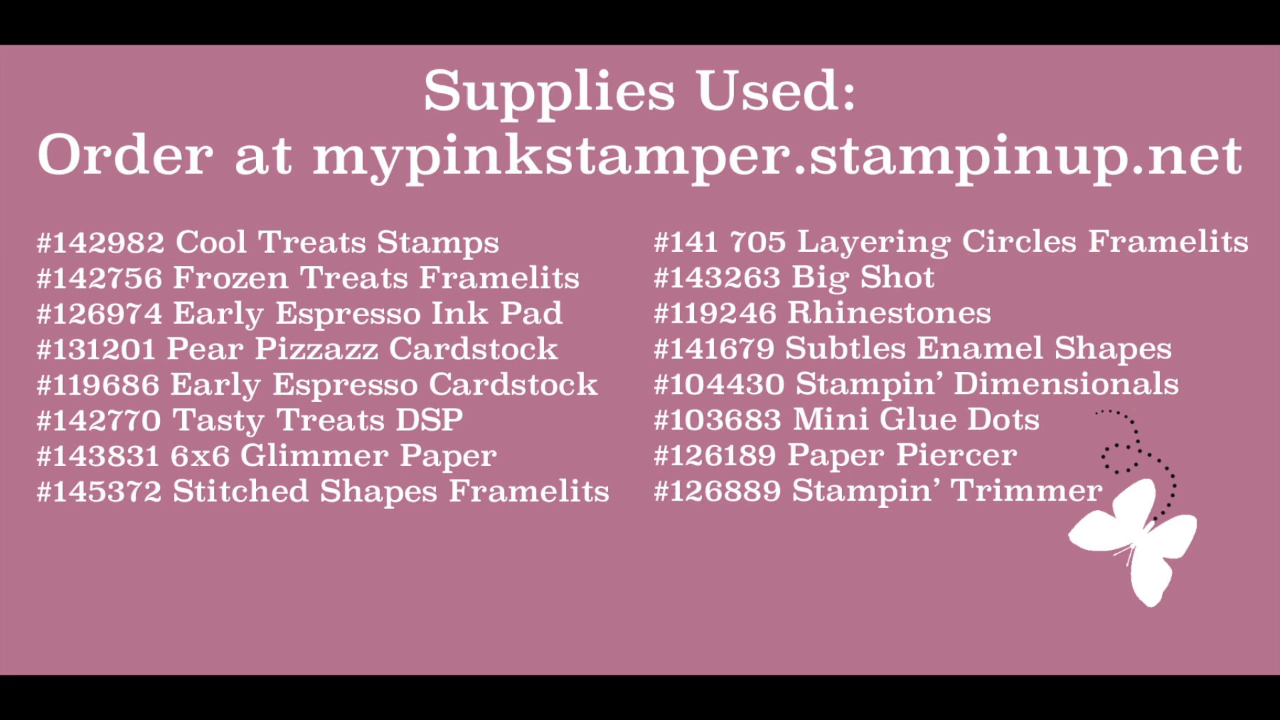 Supplies Used:
Order at mypinkstamper.stampinup.net
#142982 Cool Treats Stamps
#142756 Frozen Treats Framelits
#126974 Early Espresso Ink Pad
#131201 Pear Pizzazz Cardstock
#119686 Early Espresso Cardstock
#142770 Tasty Treats DSP
#143831 6x6 Glimmer Paper
#145372 Stitched Shapes Framelits
#141 705 Layering Circles Framelits
#143263 Big Shot
#119246 Rhinestones
#141679 Subtles Enamel Shapes
#104430 Stampin’ Dimensionals
#103683 Mini Glue Dots
#126189 Paper Piercer
#126889 Stampin’ Trimmer